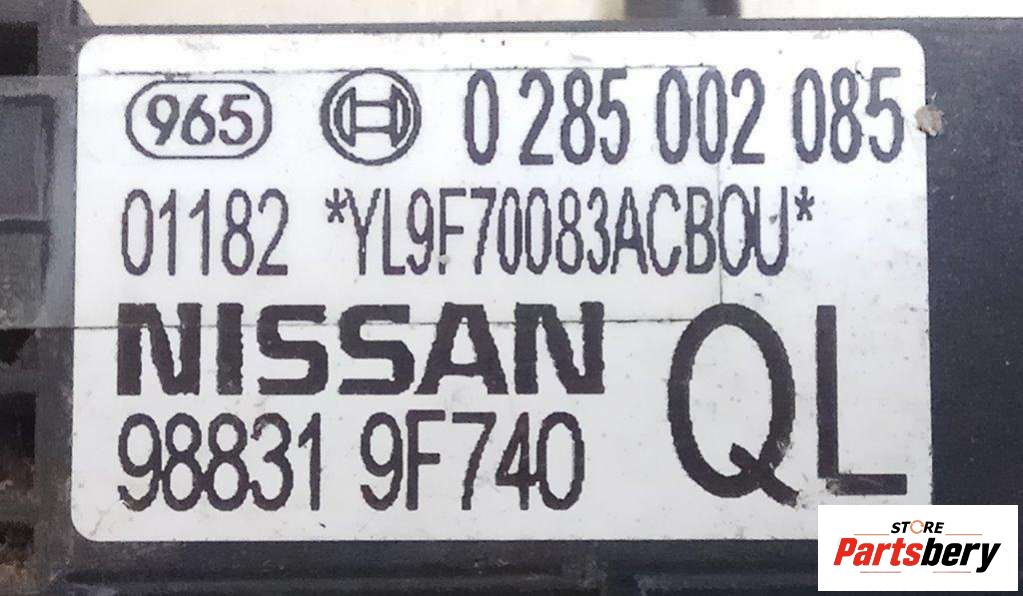 965 0 285 002 085
01182 *YL9F70083ACBOU*
NISSAN QL
98831 9F740
STORE
Partsbery